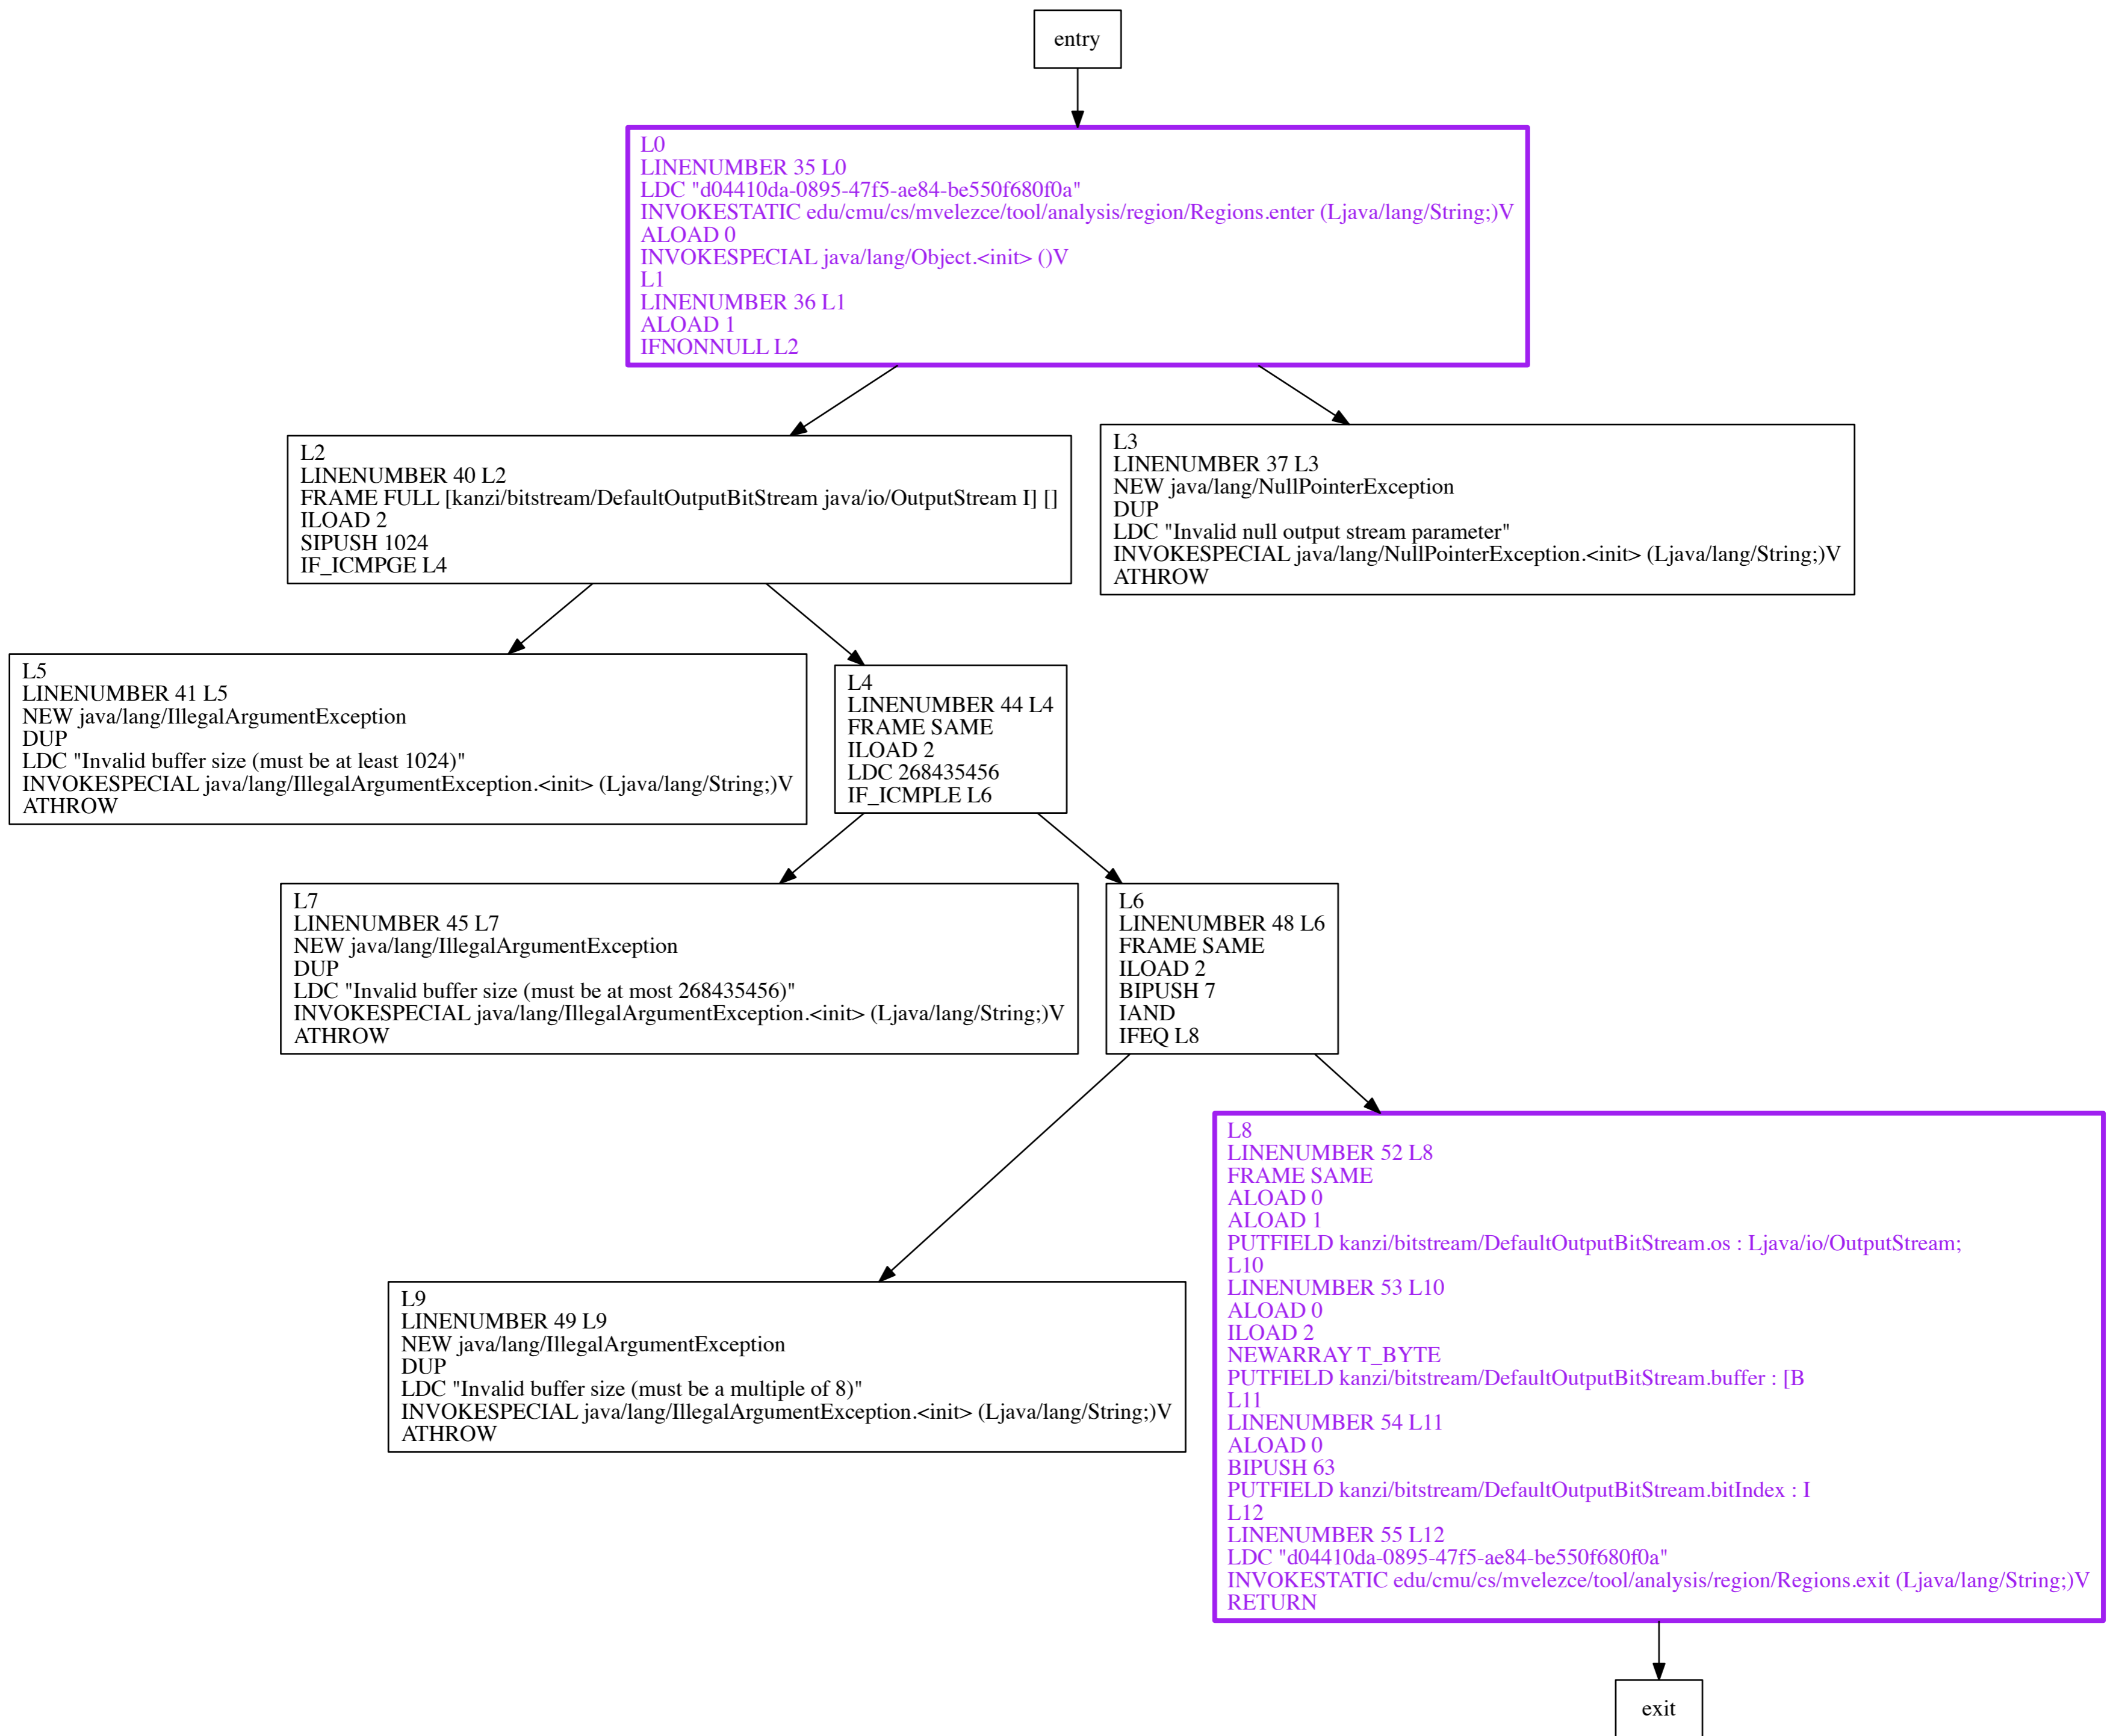 entry
L0
LINENUMBER 35 L0
LDC "d04410da-0895-47f5-ae84-be550f680f0a"
INVOKESTATIC edu/cmu/cs/mvelezce/tool/analysis/region/Regions.enter (Ljava/lang/String;)V
ALOAD 0
INVOKESPECIAL java/lang/Object.<init> ()V
L1
LINENUMBER 36 L1
ALOAD 1
IFNONNULL L2
L2
LINENUMBER 40 L2
FRAME FULL [kanzi/bitstream/DefaultOutputBitStream java/io/OutputStream I] []
ILOAD 2
SIPUSH 1024
IF_ICMPGE L4
L3
LINENUMBER 37 L3
NEW java/lang/NullPointerException
DUP
LDC "Invalid null output stream parameter"
INVOKESPECIAL java/lang/NullPointerException.<init> (Ljava/lang/String;)V
ATHROW
L5
LINENUMBER 41 L5
NEW java/lang/IllegalArgumentException
DUP
LDC "Invalid buffer size (must be at least 1024)"
INVOKESPECIAL java/lang/IllegalArgumentException.<init> (Ljava/lang/String;)V
ATHROW
L4
LINENUMBER 44 L4
FRAME SAME
ILOAD 2
LDC 268435456
IF_ICMPLE L6
L7
LINENUMBER 45 L7
NEW java/lang/IllegalArgumentException
DUP
LDC "Invalid buffer size (must be at most 268435456)"
INVOKESPECIAL java/lang/IllegalArgumentException.<init> (Ljava/lang/String;)V
ATHROW
L6
LINENUMBER 48 L6
FRAME SAME
ILOAD 2
BIPUSH 7
IAND
IFEQ L8
L9
LINENUMBER 49 L9
NEW java/lang/IllegalArgumentException
DUP
LDC "Invalid buffer size (must be a multiple of 8)"
INVOKESPECIAL java/lang/IllegalArgumentException.<init> (Ljava/lang/String;)V
ATHROW
L8
LINENUMBER 52 L8
FRAME SAME
ALOAD 0
ALOAD 1
PUTFIELD kanzi/bitstream/DefaultOutputBitStream.os : Ljava/io/OutputStream;
L10
LINENUMBER 53 L10
ALOAD 0
ILOAD 2
NEWARRAY T_BYTE
PUTFIELD kanzi/bitstream/DefaultOutputBitStream.buffer : [B
L11
LINENUMBER 54 L11
ALOAD 0
BIPUSH 63
PUTFIELD kanzi/bitstream/DefaultOutputBitStream.bitIndex : I
L12
LINENUMBER 55 L12
LDC "d04410da-0895-47f5-ae84-be550f680f0a"
INVOKESTATIC edu/cmu/cs/mvelezce/tool/analysis/region/Regions.exit (Ljava/lang/String;)V
RETURN
exit